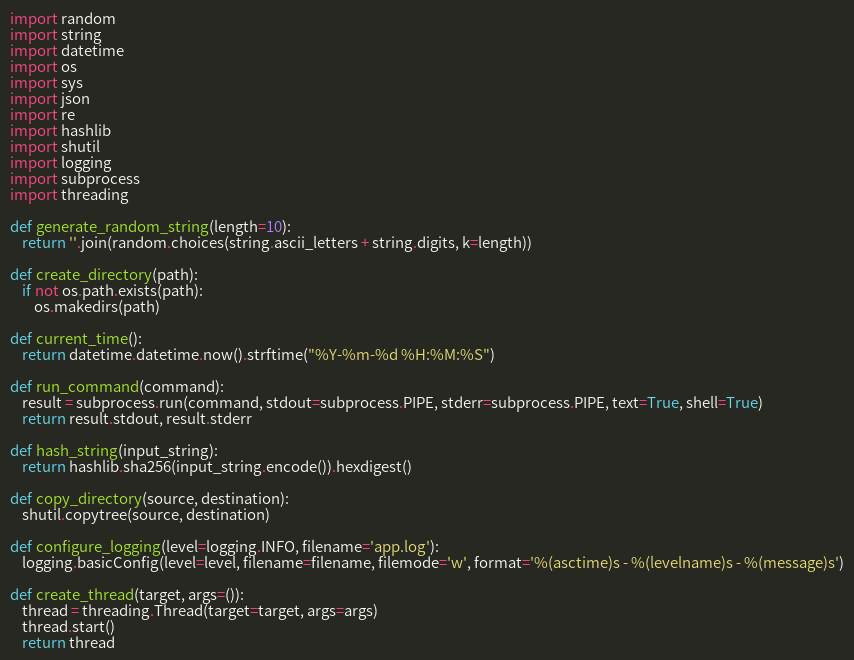 import random
import string
import datetime
import os
import sys
import json
import re
import hashlib
import shutil
import logging
import subprocess
import threading

def generate_random_string(length=10):
    return ''.join(random.choices(string.ascii_letters + string.digits, k=length))

def create_directory(path):
    if not os.path.exists(path):
        os.makedirs(path)

def current_time():
    return datetime.datetime.now().strftime("%Y-%m-%d %H:%M:%S")

def run_command(command):
    result = subprocess.run(command, stdout=subprocess.PIPE, stderr=subprocess.PIPE, text=True, shell=True)
    return result.stdout, result.stderr

def hash_string(input_string):
    return hashlib.sha256(input_string.encode()).hexdigest()

def copy_directory(source, destination):
    shutil.copytree(source, destination)

def configure_logging(level=logging.INFO, filename='app.log'):
    logging.basicConfig(level=level, filename=filename, filemode='w', format='%(asctime)s - %(levelname)s - %(message)s')

def create_thread(target, args=()):
    thread = threading.Thread(target=target, args=args)
    thread.start()
    return thread